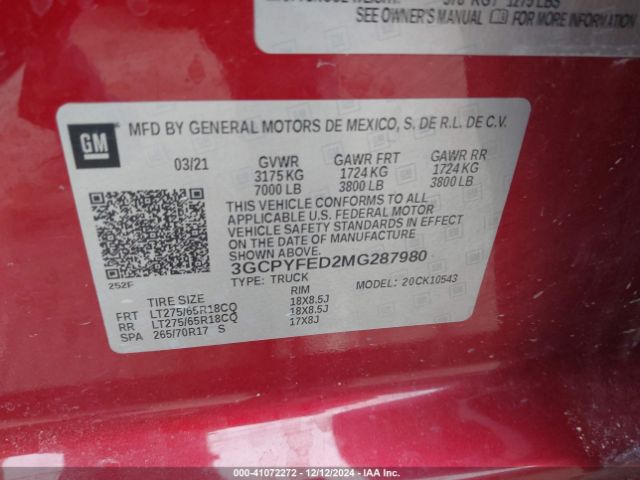 378 KG / 1275 LBS
SEE OWNER'S MANUAL FOR MORE INFORMATION
GM
MFD BY GENERAL MOTORS DE MEXICO, S. DE R.L. DE C.V.
03/21 GVWR GAWR FRT GAWR RR
3175 KG 1724 KG 1724 KG
7000 LB 3800 LB 3800 LB
THIS VEHICLE CONFORMS TO ALL
APPLICABLE U.S. FEDERAL MOTOR
VEHICLE SAFETY STANDARDS IN EFFECT
ON THE DATE OF MANUFACTURE SHOWN ABOVE.
3GCPYFED2MG287980
TYPE: TRUCK MODEL: 20CK10543
252F
TIRE SIZE RIM
FRT LT275/65R18CQ 18X8.5J
RR LT275/65R18CQ 18X8.5J
SPA 265/70R17 S 17X8J
000-41072272 - 12/12/2024 - IAA Inc.